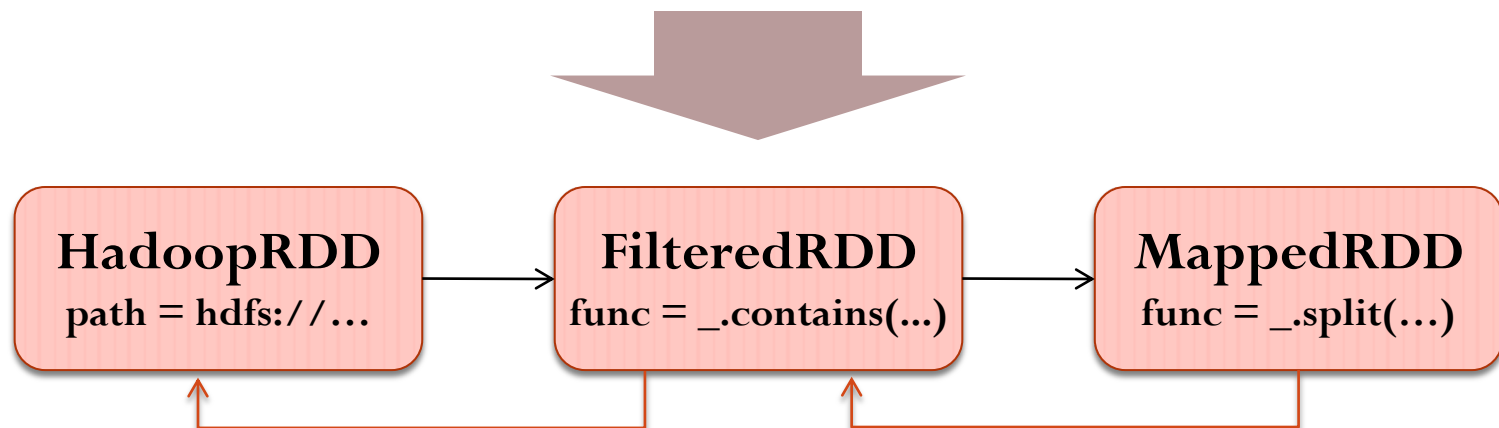 HadoopRDD
path = hdfs://…
FilteredRDD
func = _.contains(...)
MappedRDD
func = _.split(…)